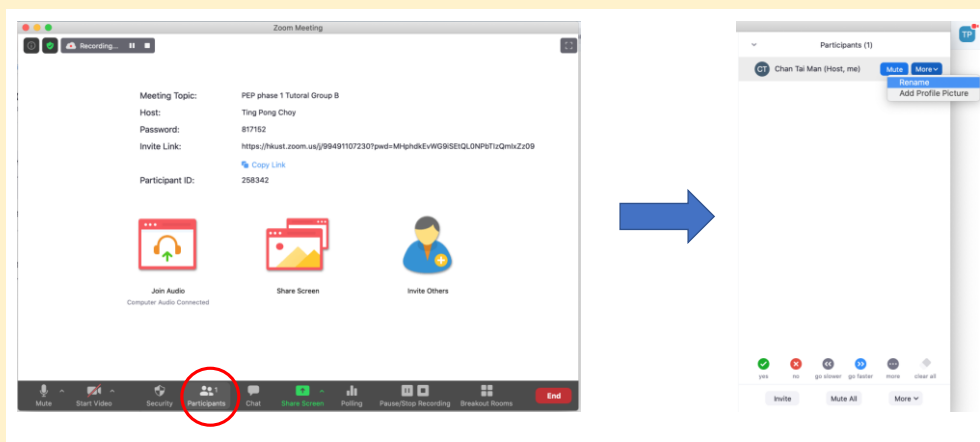 Zoom Meeting
Recording...
Meeting Topic: PEP phase 1 Tutoral Group B
Host: Ting Pong Choy
Password: 817152
Invite Link: https://hkust.zoom.us/j/99491107230?pwd=MHphdkEvWG9iSEtQL0NPbTIzQmlxZz09
Copy Link
Participant ID: 258342
Join Audio Share Screen Invite Others
Computer Audio Connected
1
Mute Start Video Security Participants Chat Share Screen Polling Pause/Stop Recording Breakout Rooms End
TP
Participants (1)
CT Chan Tai Man (Host, me) Mute More
Rename
Add Profile Picture
yes no go slower go faster more clear all
Invite Mute All More